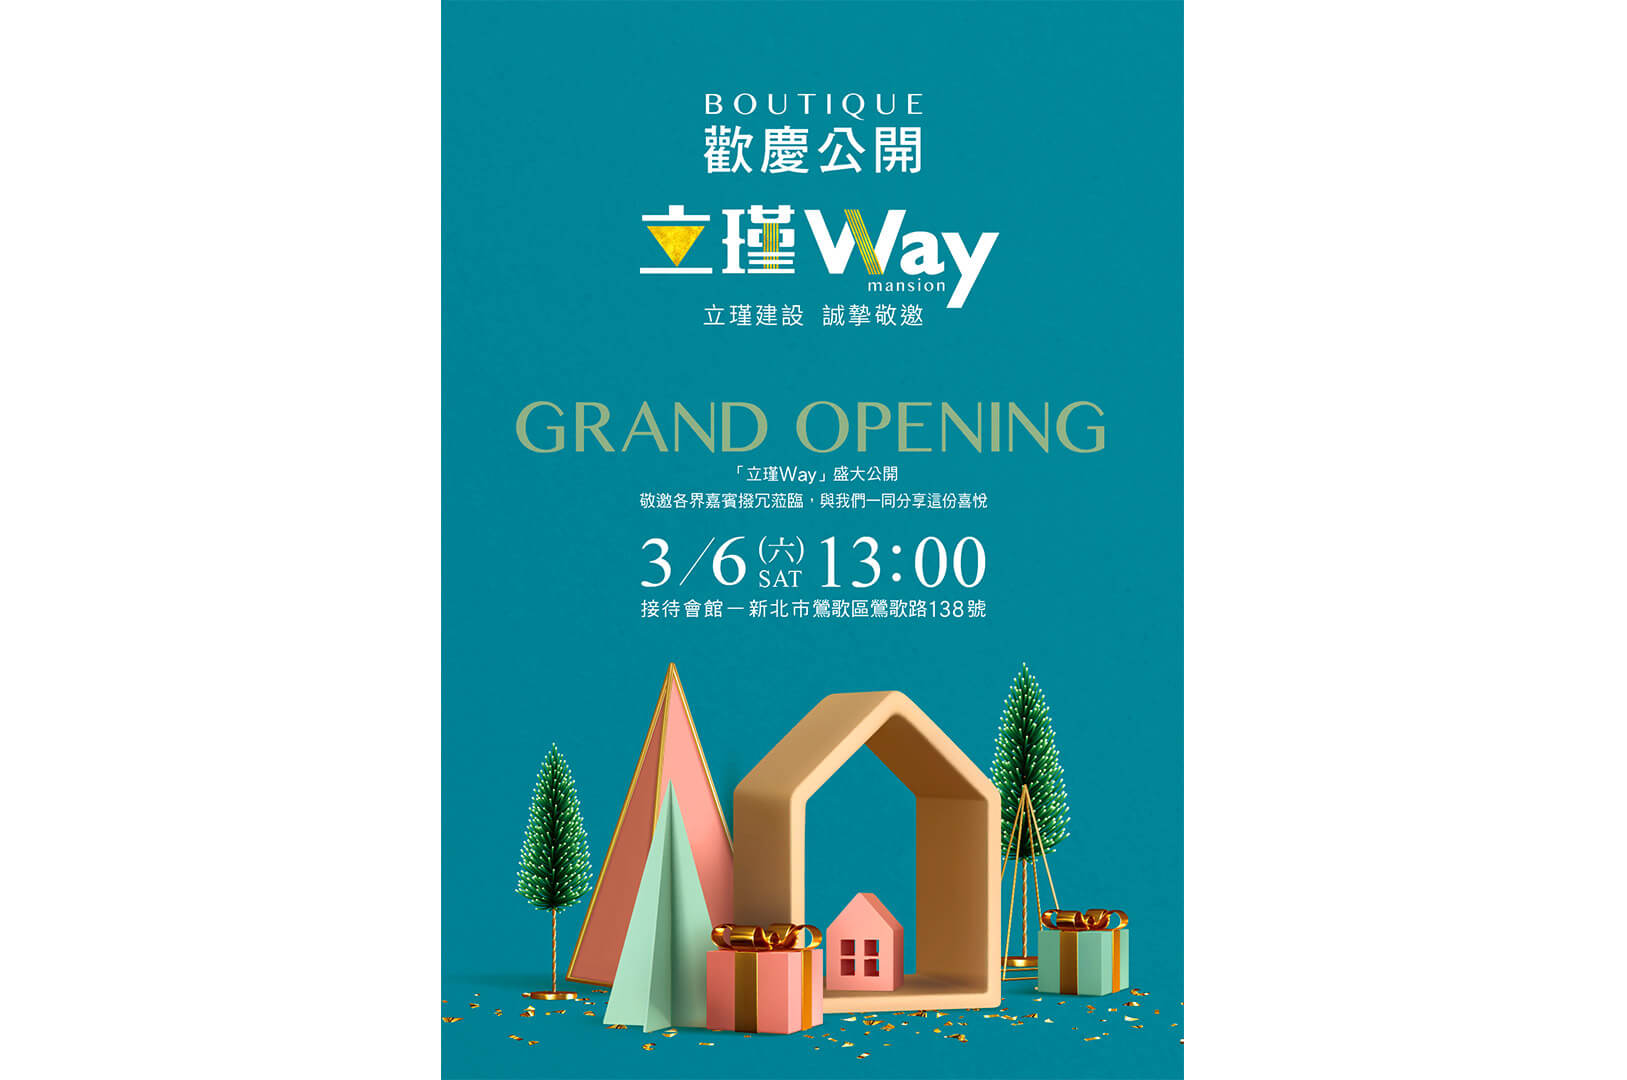 BOUTIQUE
歡慶公開
立瑾Way
mansion
立瑾建設 誠摯敬邀
GRAND OPENING
「立瑾Way」盛大公開
敬邀各界嘉賓撥冗蒞臨，與我們一同分享這份喜悅
3/6(六)SAT 13:00
接待會館－新北市鶯歌區鶯歌路138號